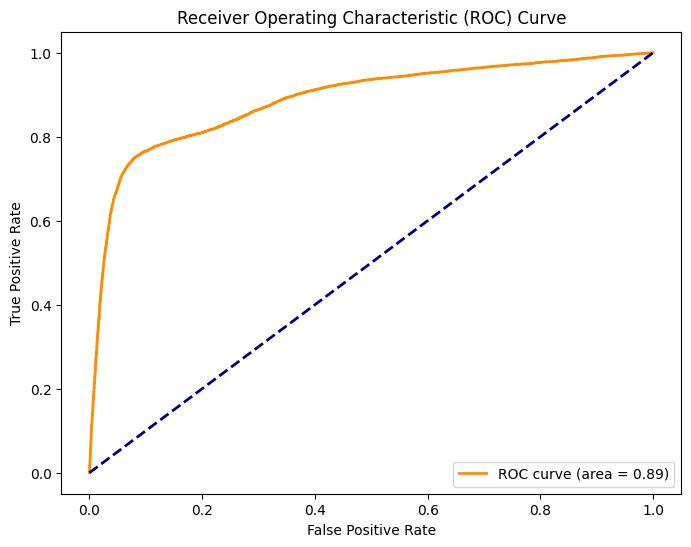 Receiver Operating Characteristic (ROC) Curve
1.0
0.8
0.6
0.4
0.2
0.0
True Positive Rate
ROC curve (area = 0.89)
0.0 0.2 0.4 0.6 0.8 1.0
False Positive Rate